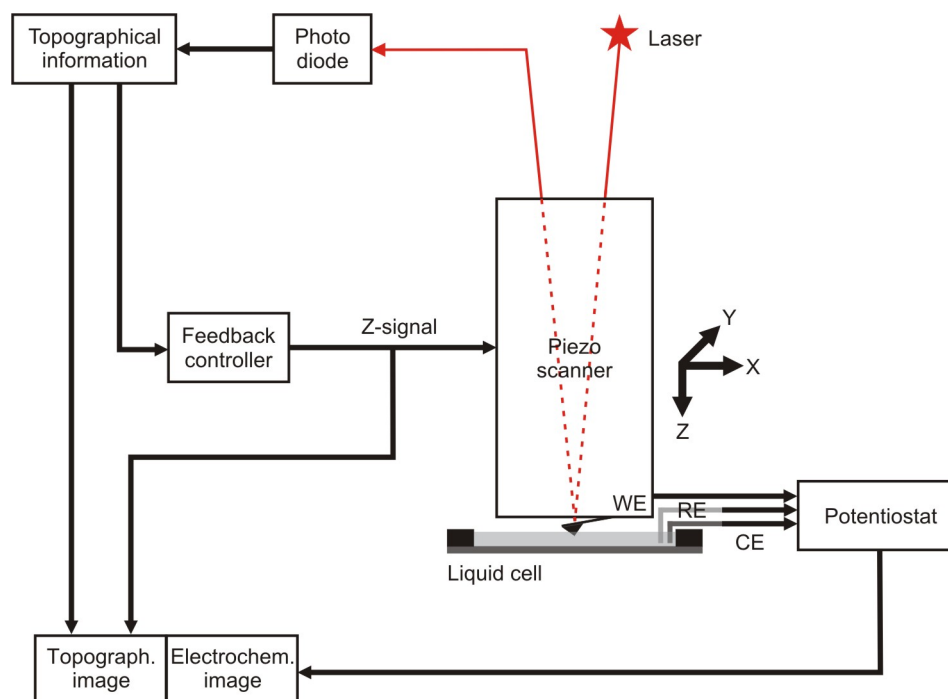 Topographical
information
Photo
diode
Laser
Feedback
controller
Z-signal
Piezo
scanner
Y
X
Z
WE
RE
CE
Potentiostat
Liquid cell
Topograph.
image
Electrochem.
image